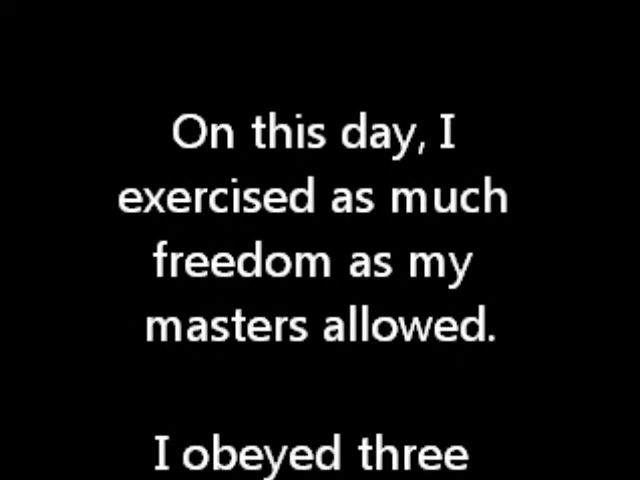 On this day, I
exercised as much
freedom as my
masters allowed.
I obeyed three